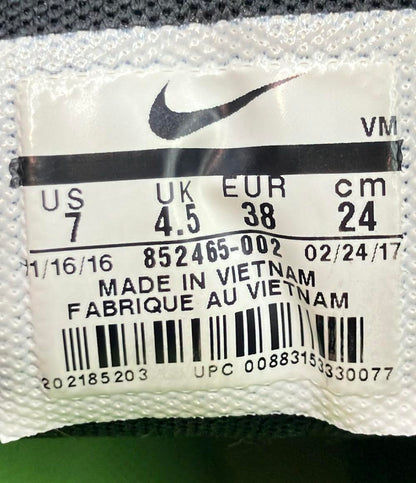 VM
US UK EUR cm
7 4.5 38 24
11/16/16 852465-002 02/24/17
MADE IN VIETNAM
FABRIQUE AU VIETNAM
202185203 UPC 00883153330077